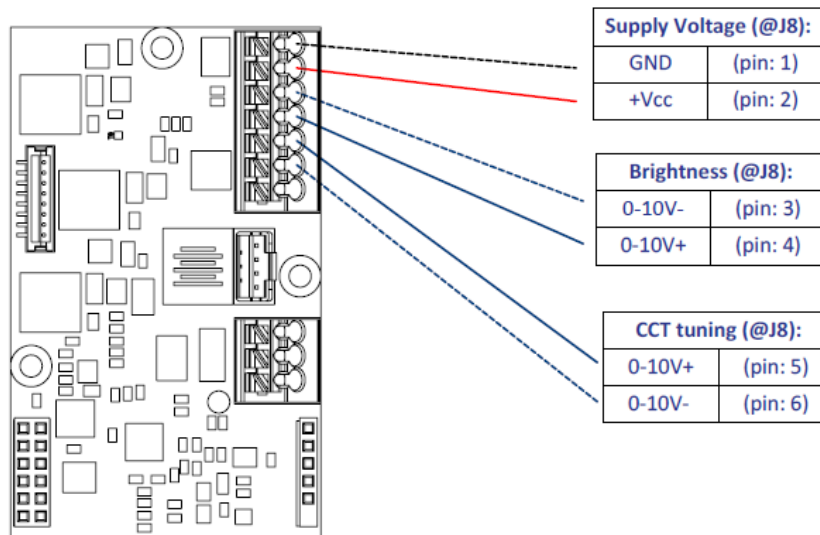 Supply Voltage (@J8):
GND (pin: 1)
+Vcc (pin: 2)
Brightness (@J8):
0-10V- (pin: 3)
0-10V+ (pin: 4)
CCT tuning (@J8):
0-10V+ (pin: 5)
0-10V- (pin: 6)